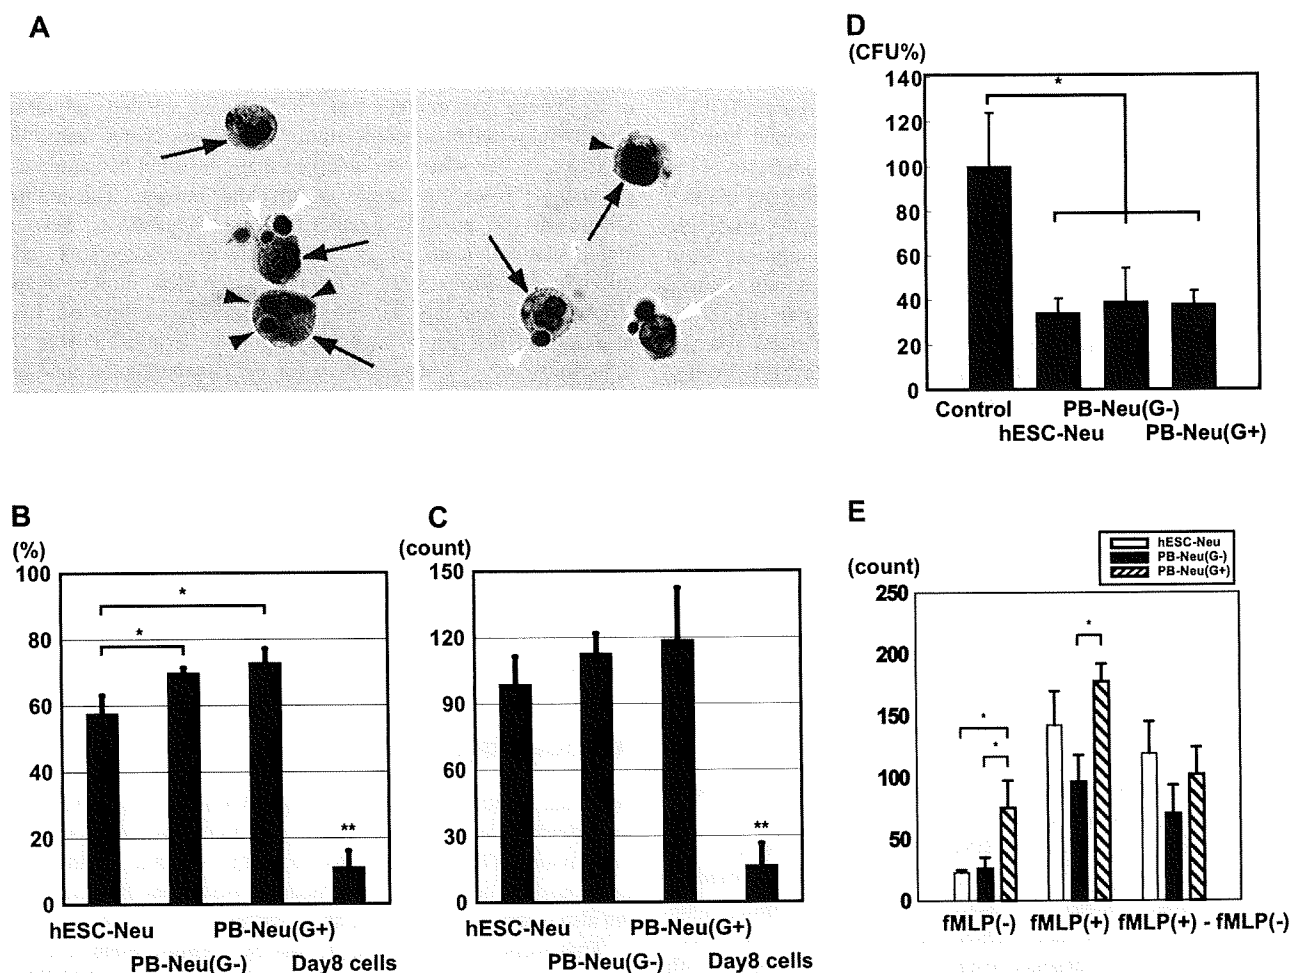 A
D
(CFU%)
140
120
100
80
60
40
20
0
*
Control
PB-Neu(G-)
hESC-Neu
PB-Neu(G+)
B
(%)
100
80
60
40
20
0
*
*
**
hESC-Neu
PB-Neu(G+)
PB-Neu(G-)
Day8 cells
C
(count)
150
120
90
60
30
0
**
hESC-Neu
PB-Neu(G+)
PB-Neu(G-)
Day8 cells
E
hESC-Neu
PB-Neu(G-)
PB-Neu(G+)
(count)
250
200
150
100
50
0
*
*
*
fMLP(-)
fMLP(+)
fMLP(+) - fMLP(-)